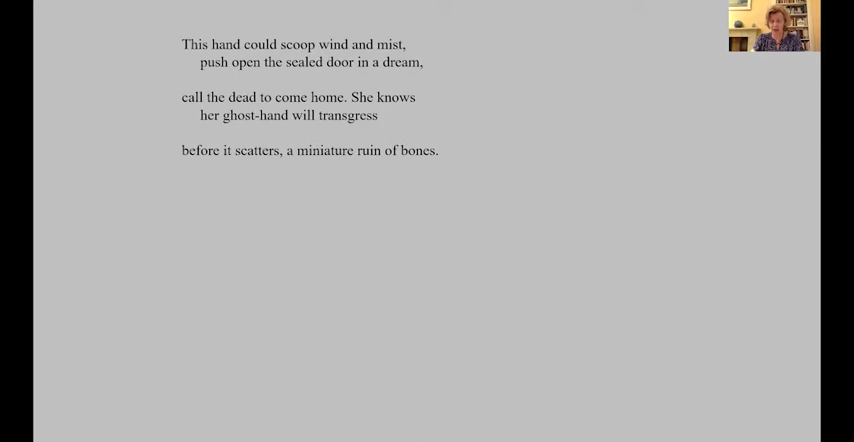 This hand could scoop wind and mist,
push open the sealed door in a dream,
call the dead to come home. She knows
her ghost-hand will transgress
before it scatters, a miniature ruin of bones.